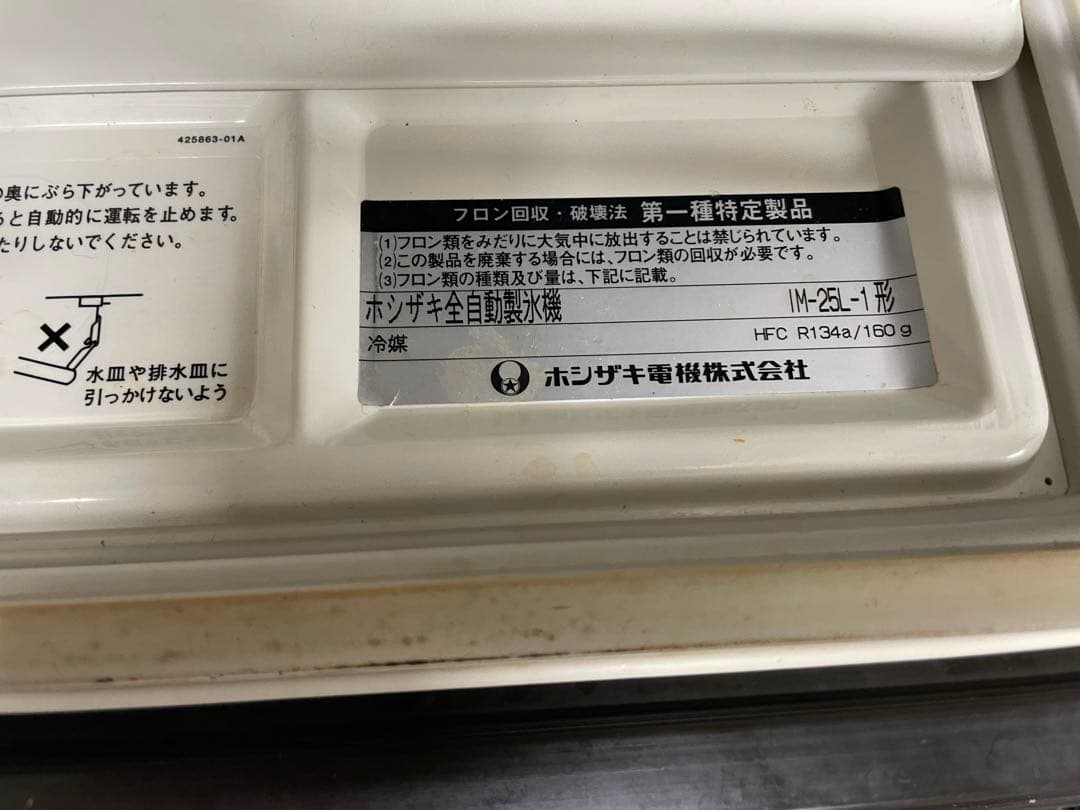 425863-01A
の奥にぶら下がっています。
ると自動的に運転を止めます。
たりしないでください。
水皿や排水皿に
引っかけないよう
フロン回収・破壊法 第一種特定製品
(1)フロン類をみだりに大気中に放出することは禁じられています。
(2)この製品を廃棄する場合には、フロン類の回収が必要です。
(3)フロン類の種類及び量は、下記に記載。
ホシザキ全自動製氷機 IM-25L-1形
冷媒 HFC R134a/160g
ホシザキ電機株式会社